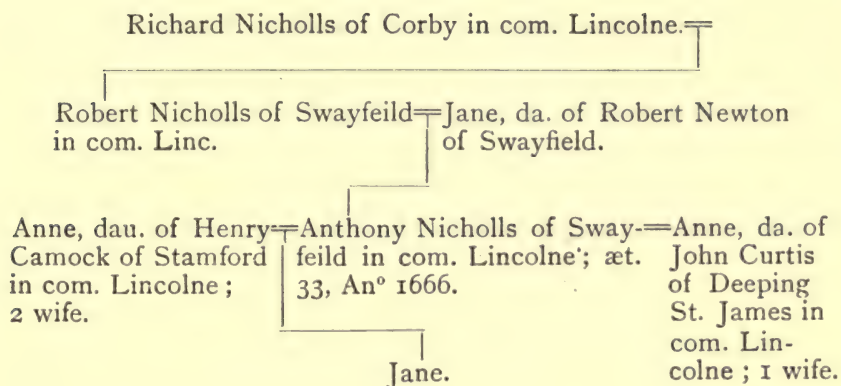 Richard Nicholls of Corby in com. Lincolne.
Robert Nicholls of Swayfeild
in com. Linc.
Jane, da. of Robert Newton
of Swayfield.
Anne, dau. of Henry
Camock of Stamford
in com. Lincolne ;
2 wife.
Anthony Nicholls of Sway-
feild in com. Lincolne'; æt.
33, Anº 1666.
Anne, da. of
John Curtis
of Deeping
St. James in
com. Lin-
colne ; 1 wife.
Jane.